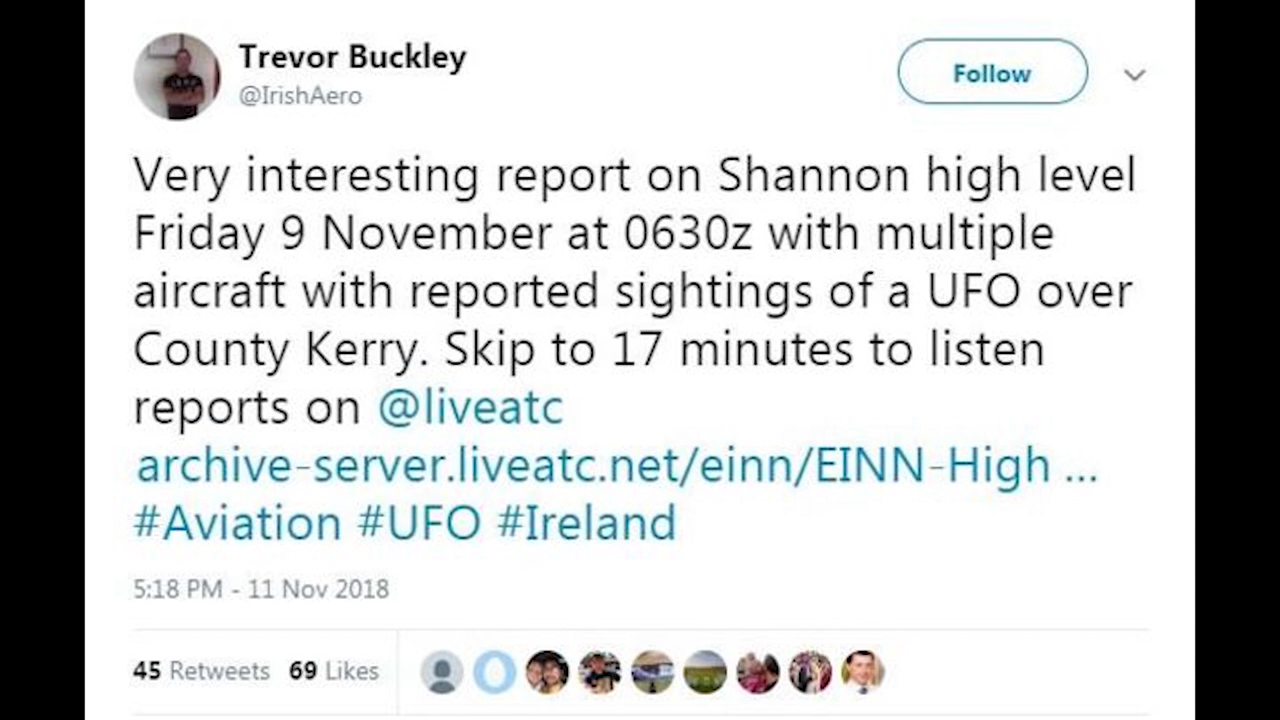 Trevor Buckley
@IrishAero
Follow
Very interesting report on Shannon high level
Friday 9 November at 0630z with multiple
aircraft with reported sightings of a UFO over
County Kerry. Skip to 17 minutes to listen
reports on @liveatc
archive-server.liveatc.net/einn/EINN-High ...
#Aviation #UFO #Ireland
5:18 PM - 11 Nov 2018
45 Retweets 69 Likes